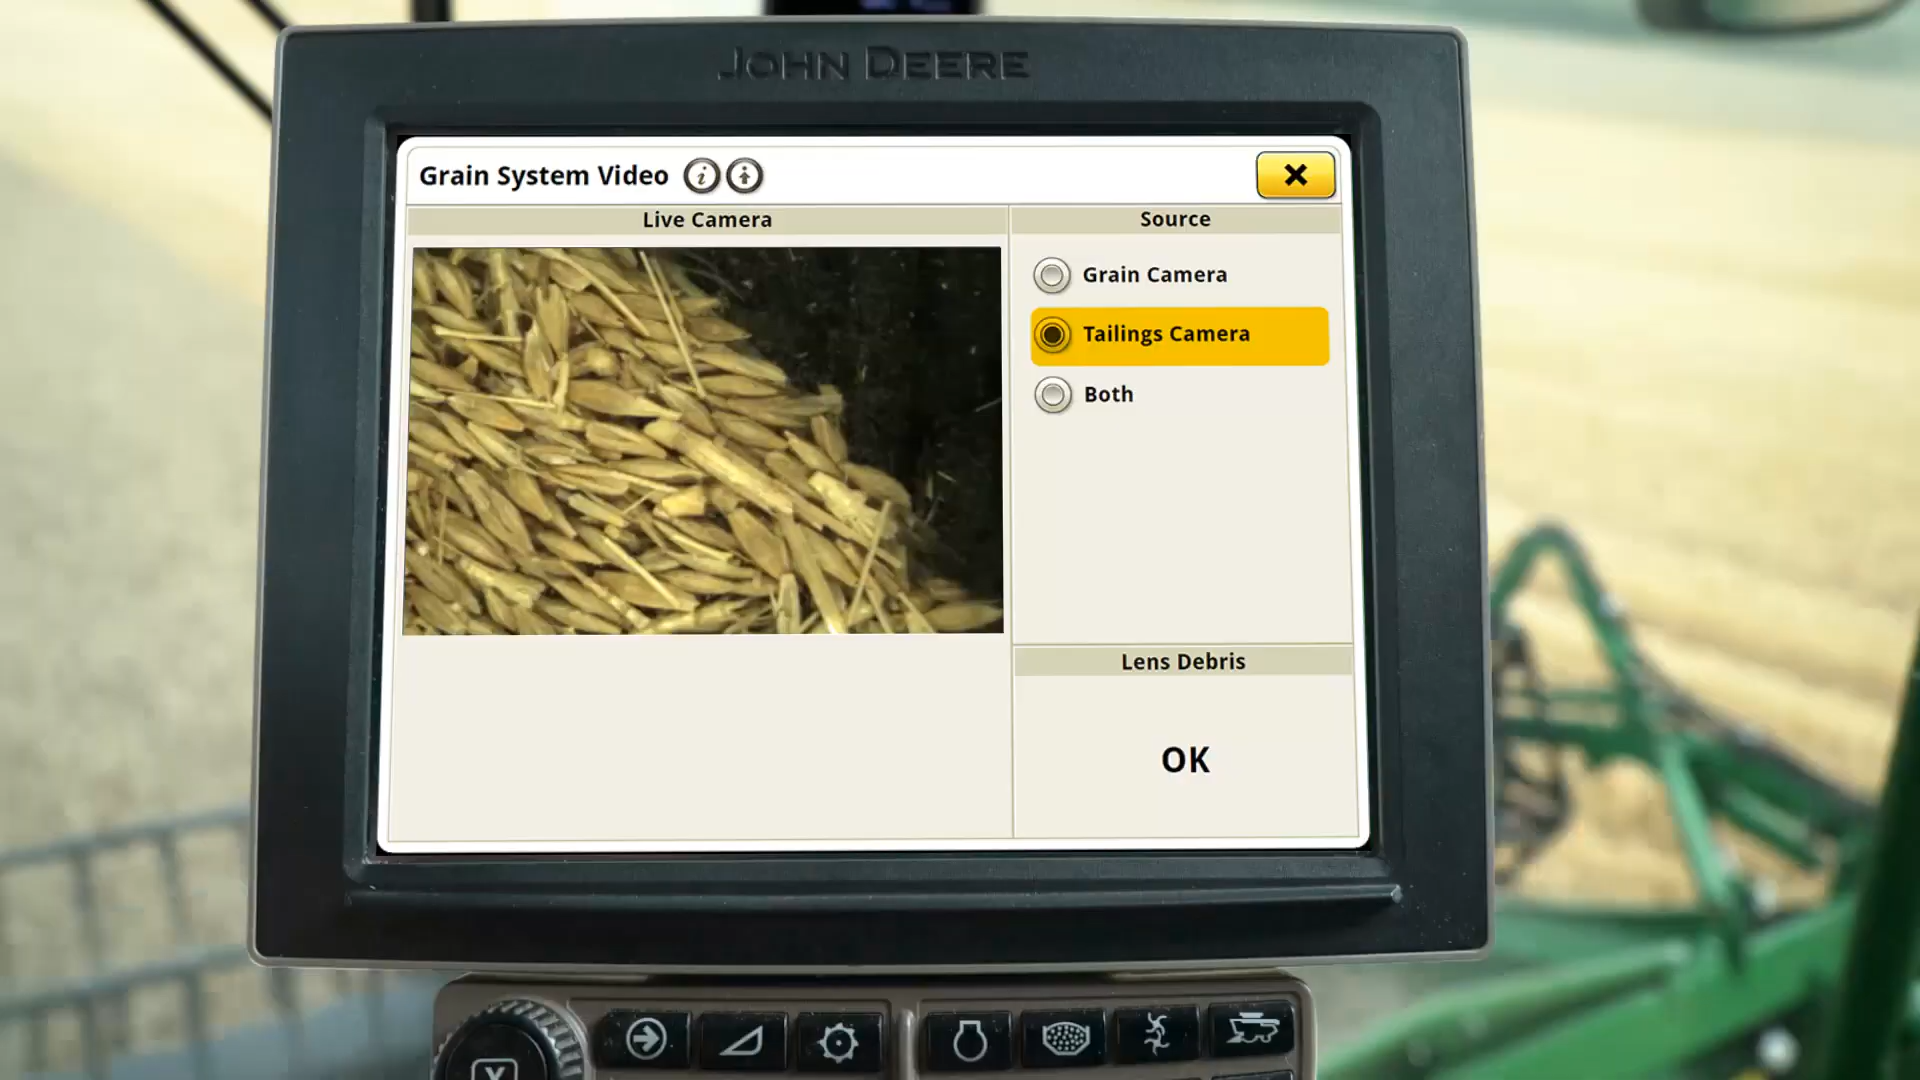 JOHN DEERE
Grain System Video
Live Camera
Source
Grain Camera
Tailings Camera
Both
Lens Debris
OK